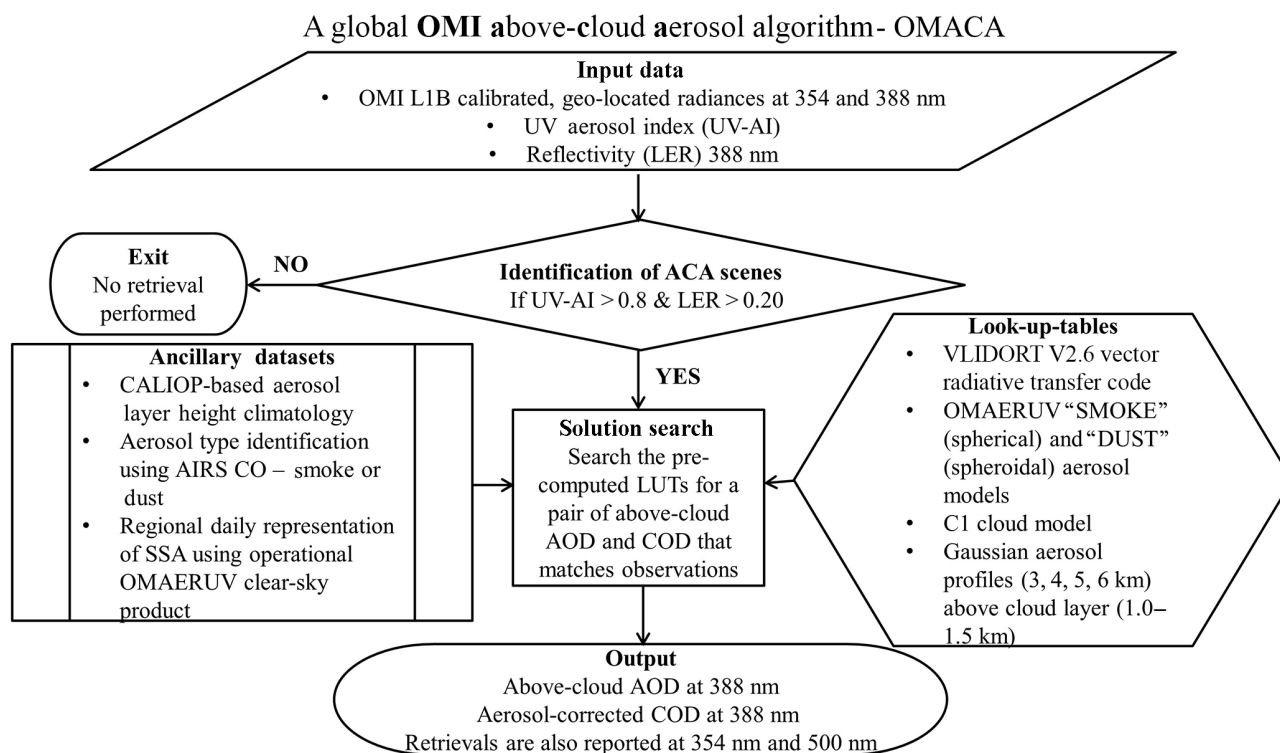 A global OMI above-cloud aerosol algorithm- OMACA
Input data
• OMI L1B calibrated, geo-located radiances at 354 and 388 nm
• UV aerosol index (UV-AI)
• Reflectivity (LER) 388 nm
Exit
No retrieval
performed
NO
Identification of ACA scenes
If UV-AI > 0.8 & LER > 0.20
YES
Ancillary datasets
• CALIOP-based aerosol
layer height climatology
• Aerosol type identification
using AIRS CO – smoke or
dust
• Regional daily representation
of SSA using operational
OMAERUV clear-sky
product
Solution search
Search the pre-
computed LUTs for a
pair of above-cloud
AOD and COD that
matches observations
Look-up-tables
• VLIDORT V2.6 vector
radiative transfer code
• OMAERUV “SMOKE”
(spherical) and “DUST”
(spheroidal) aerosol
models
• C1 cloud model
• Gaussian aerosol
profiles (3, 4, 5, 6 km)
above cloud layer (1.0–
1.5 km)
Output
Above-cloud AOD at 388 nm
Aerosol-corrected COD at 388 nm
Retrievals are also reported at 354 nm and 500 nm